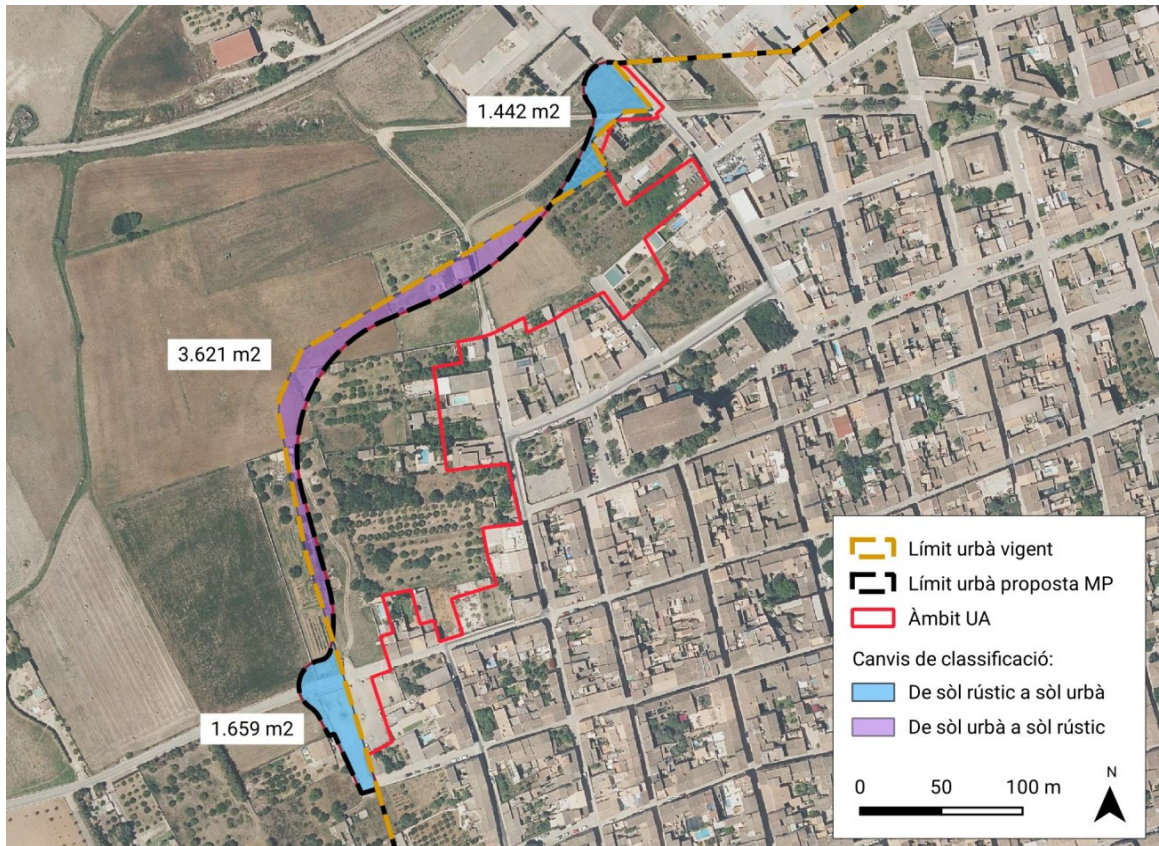 1.442 m2
3.621 m2
1.659 m2
Límit urbà vigent
Límit urbà proposta MP
Àmbit UA
Canvis de classificació:
De sòl rústic a sòl urbà
De sòl urbà a sòl rústic
0 50 100 m
N